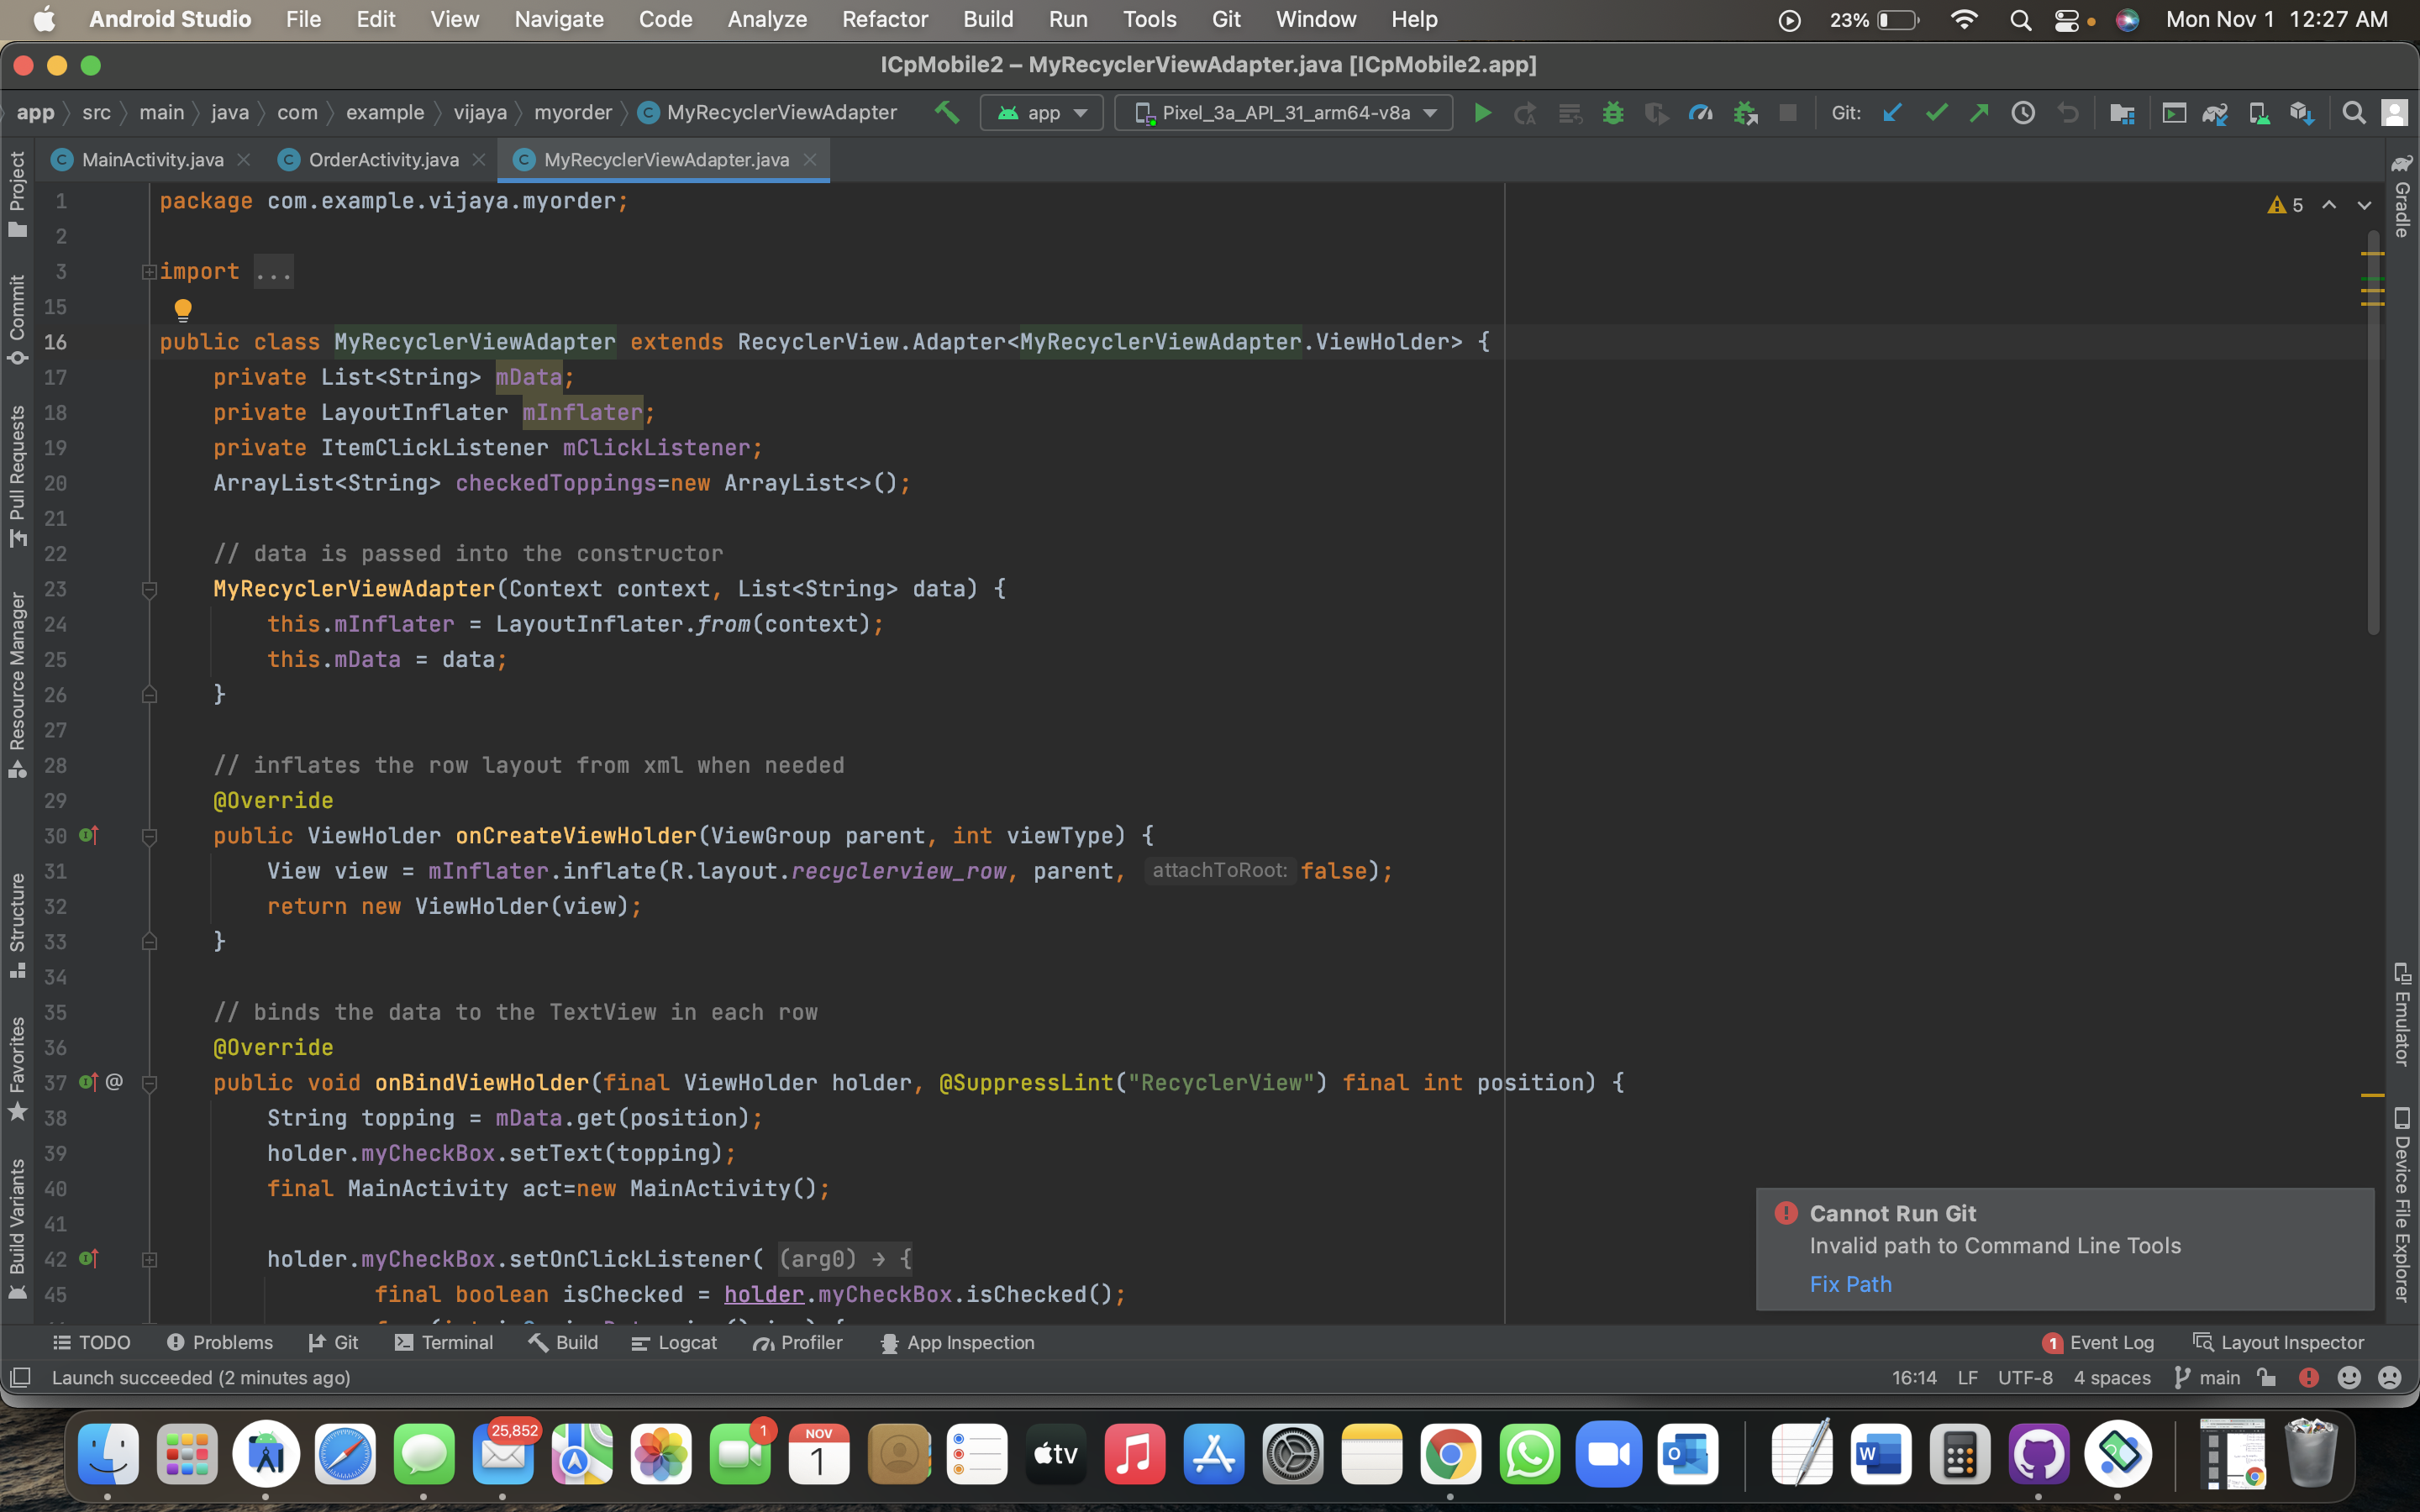 Android Studio File Edit View Navigate Code Analyze Refactor Build Run Tools Git Window Help 23% Mon Nov 1 12:27 AM
ICpMobile2 – MyRecyclerViewAdapter.java [ICpMobile2.app]
app src main java com example vijaya myorder MyRecyclerViewAdapter app Pixel_3a_API_31_arm64-v8a Git:
MainActivity.java OrderActivity.java MyRecyclerViewAdapter.java
Project
Commit
Pull Requests
Resource Manager
Structure
Favorites
Build Variants
5
1 package com.example.vijaya.myorder;
2
3 import ...
15
16 public class MyRecyclerViewAdapter extends RecyclerView.Adapter<MyRecyclerViewAdapter.ViewHolder> {
17 private List<String> mData;
18 private LayoutInflater mInflater;
19 private ItemClickListener mClickListener;
20 ArrayList<String> checkedToppings=new ArrayList<>();
21
22 // data is passed into the constructor
23 MyRecyclerViewAdapter(Context context, List<String> data) {
24 this.mInflater = LayoutInflater.from(context);
25 this.mData = data;
26 }
27
28 // inflates the row layout from xml when needed
29 @Override
30 public ViewHolder onCreateViewHolder(ViewGroup parent, int viewType) {
31 View view = mInflater.inflate(R.layout.recyclerview_row, parent, attachToRoot: false);
32 return new ViewHolder(view);
33 }
34
35 // binds the data to the TextView in each row
36 @Override
37 @ public void onBindViewHolder(final ViewHolder holder, @SuppressLint("RecyclerView") final int position) {
38 String topping = mData.get(position);
39 holder.myCheckBox.setText(topping);
40 final MainActivity act=new MainActivity();
41
42 holder.myCheckBox.setOnClickListener( (arg0) → {
45 final boolean isChecked = holder.myCheckBox.isChecked();
Gradle
Emulator
Device File Explorer
Cannot Run Git
Invalid path to Command Line Tools
Fix Path
TODO Problems Git Terminal Build Logcat Profiler App Inspection 1 Event Log Layout Inspector
Launch succeeded (2 minutes ago) 16:14 LF UTF-8 4 spaces main
25,852
1
NOV
1
tv
W